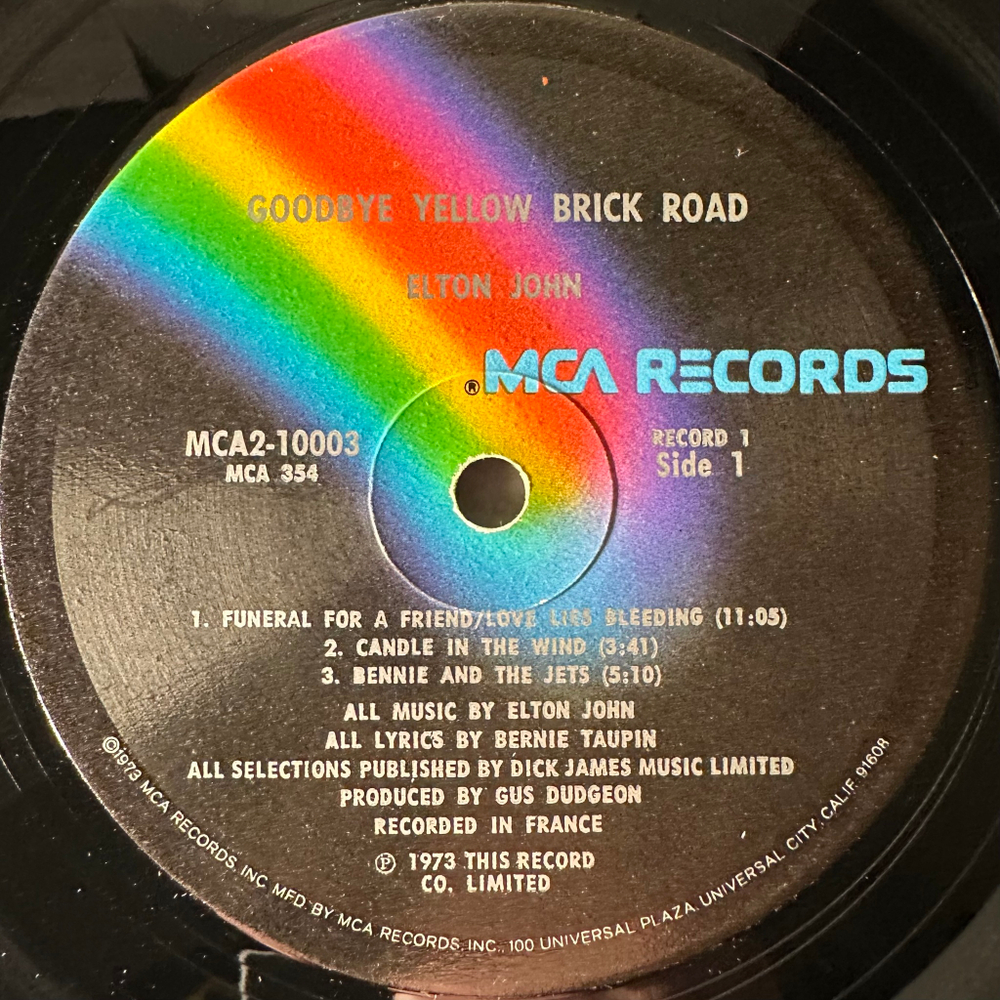 GOODBYE YELLOW BRICK ROAD
ELTON JOHN
® MCA RECORDS
MCA2-10003
MCA 354
RECORD 1
Side 1
1. FUNERAL FOR A FRIEND/LOVE LIES BLEEDING (11:05)
2. CANDLE IN THE WIND (3:41)
3. BENNIE AND THE JETS (5:10)
ALL MUSIC BY ELTON JOHN
ALL LYRICS BY BERNIE TAUPIN
ALL SELECTIONS PUBLISHED BY DICK JAMES MUSIC LIMITED
PRODUCED BY GUS DUDGEON
RECORDED IN FRANCE
℗ 1973 THIS RECORD
CO. LIMITED
©1973 MCA RECORDS, INC. MFD. BY MCA RECORDS, INC., 100 UNIVERSAL PLAZA, UNIVERSAL CITY, CALIF. 91608